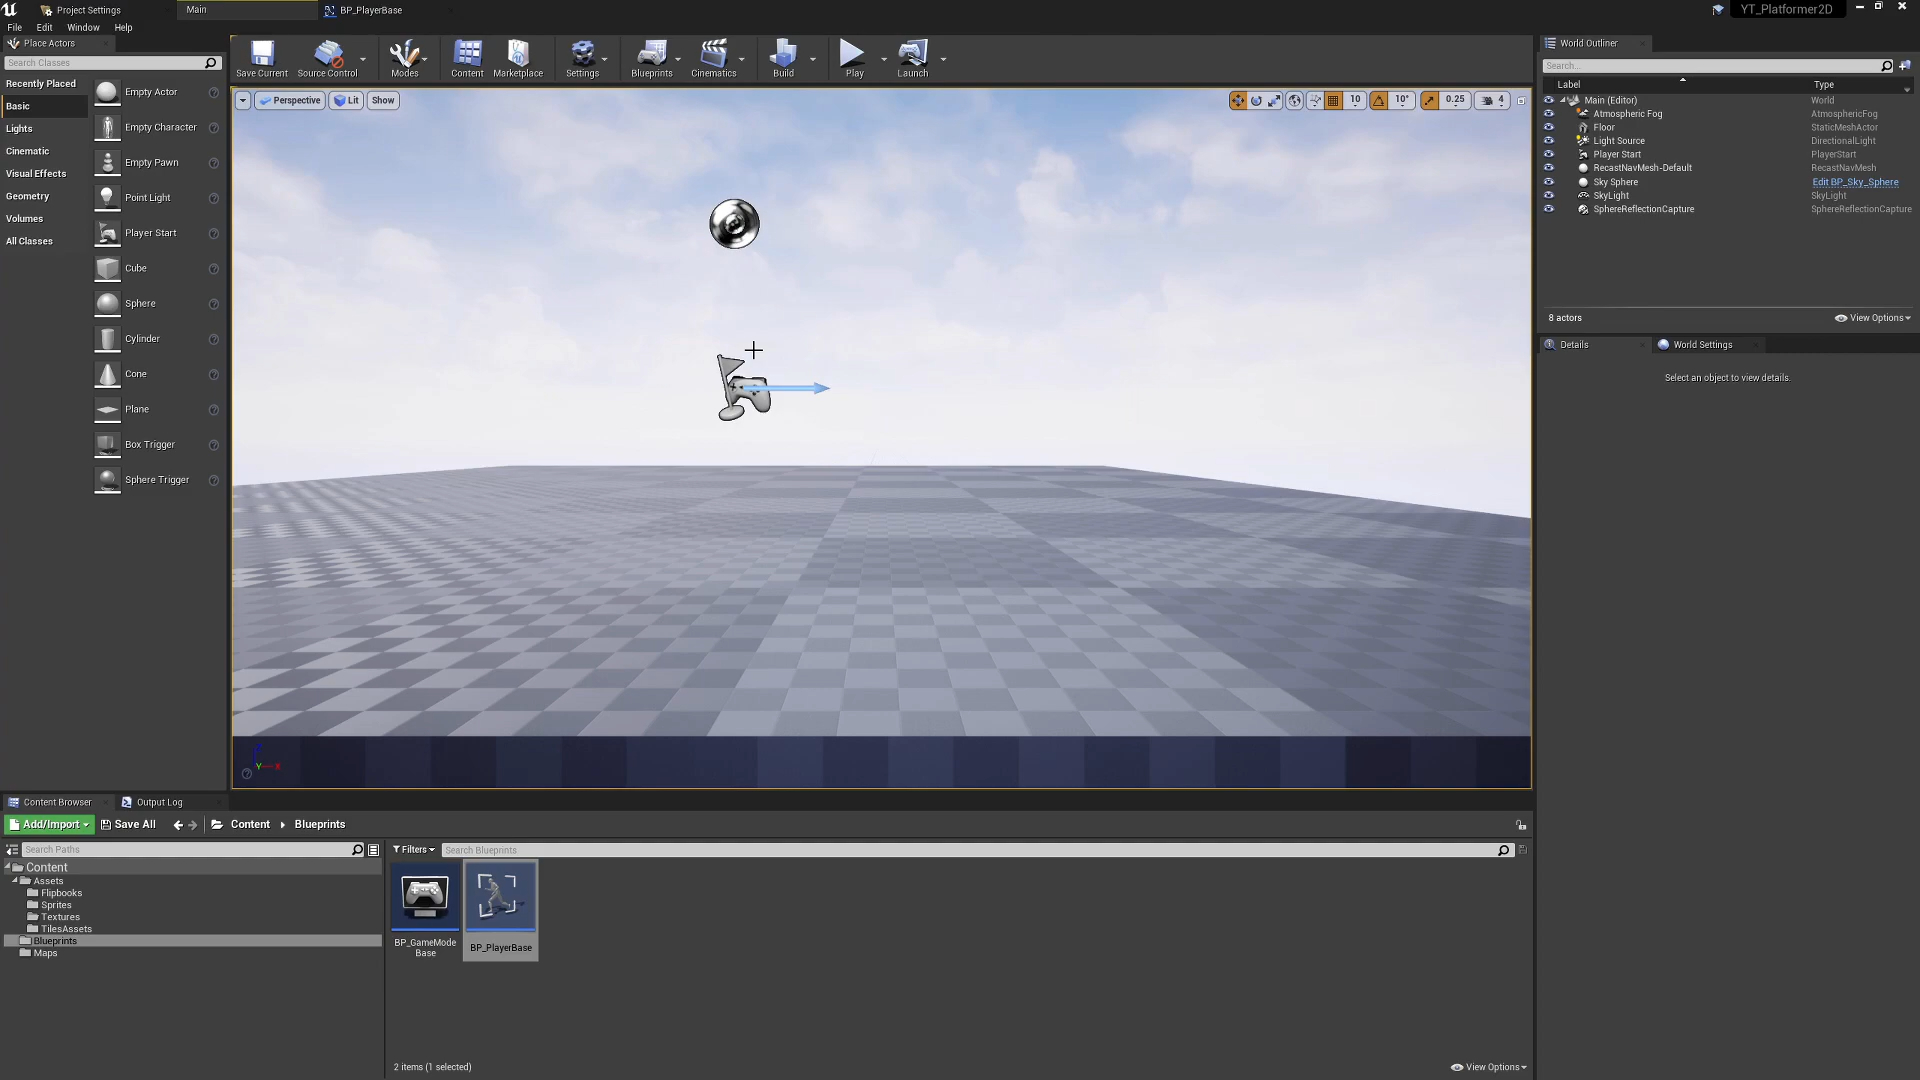 Project Settings
Main
BP_PlayerBase
YT_Platformer2D
File Edit Window Help
Place Actors
Search Classes
Recently Placed
Basic
Lights
Cinematic
Visual Effects
Geometry
Volumes
All Classes
Empty Actor
Empty Character
Empty Pawn
Point Light
Player Start
Cube
Sphere
Cylinder
Cone
Plane
Box Trigger
Sphere Trigger
Save Current
Source Control
Modes
Content
Marketplace
Settings
Blueprints
Cinematics
Build
Play
Launch
Perspective
Lit
Show
10
10°
0.25
4
Z
Y X
World Outliner
Search...
Label Type
Main (Editor) World
Atmospheric Fog AtmosphericFog
Floor StaticMeshActor
Light Source DirectionalLight
Player Start PlayerStart
RecastNavMesh-Default RecastNavMesh
Sky Sphere Edit BP_Sky_Sphere
SkyLight SkyLight
SphereReflectionCapture SphereReflectionCapture
8 actors
View Options
Details
World Settings
Select an object to view details.
Content Browser
Output Log
Add/Import
Save All
Content
Blueprints
Search Paths
Content
Assets
Flipbooks
Sprites
Textures
TilesAssets
Blueprints
Maps
Filters
Search Blueprints
BP_GameMode
Base
BP_PlayerBase
2 items (1 selected)
View Options